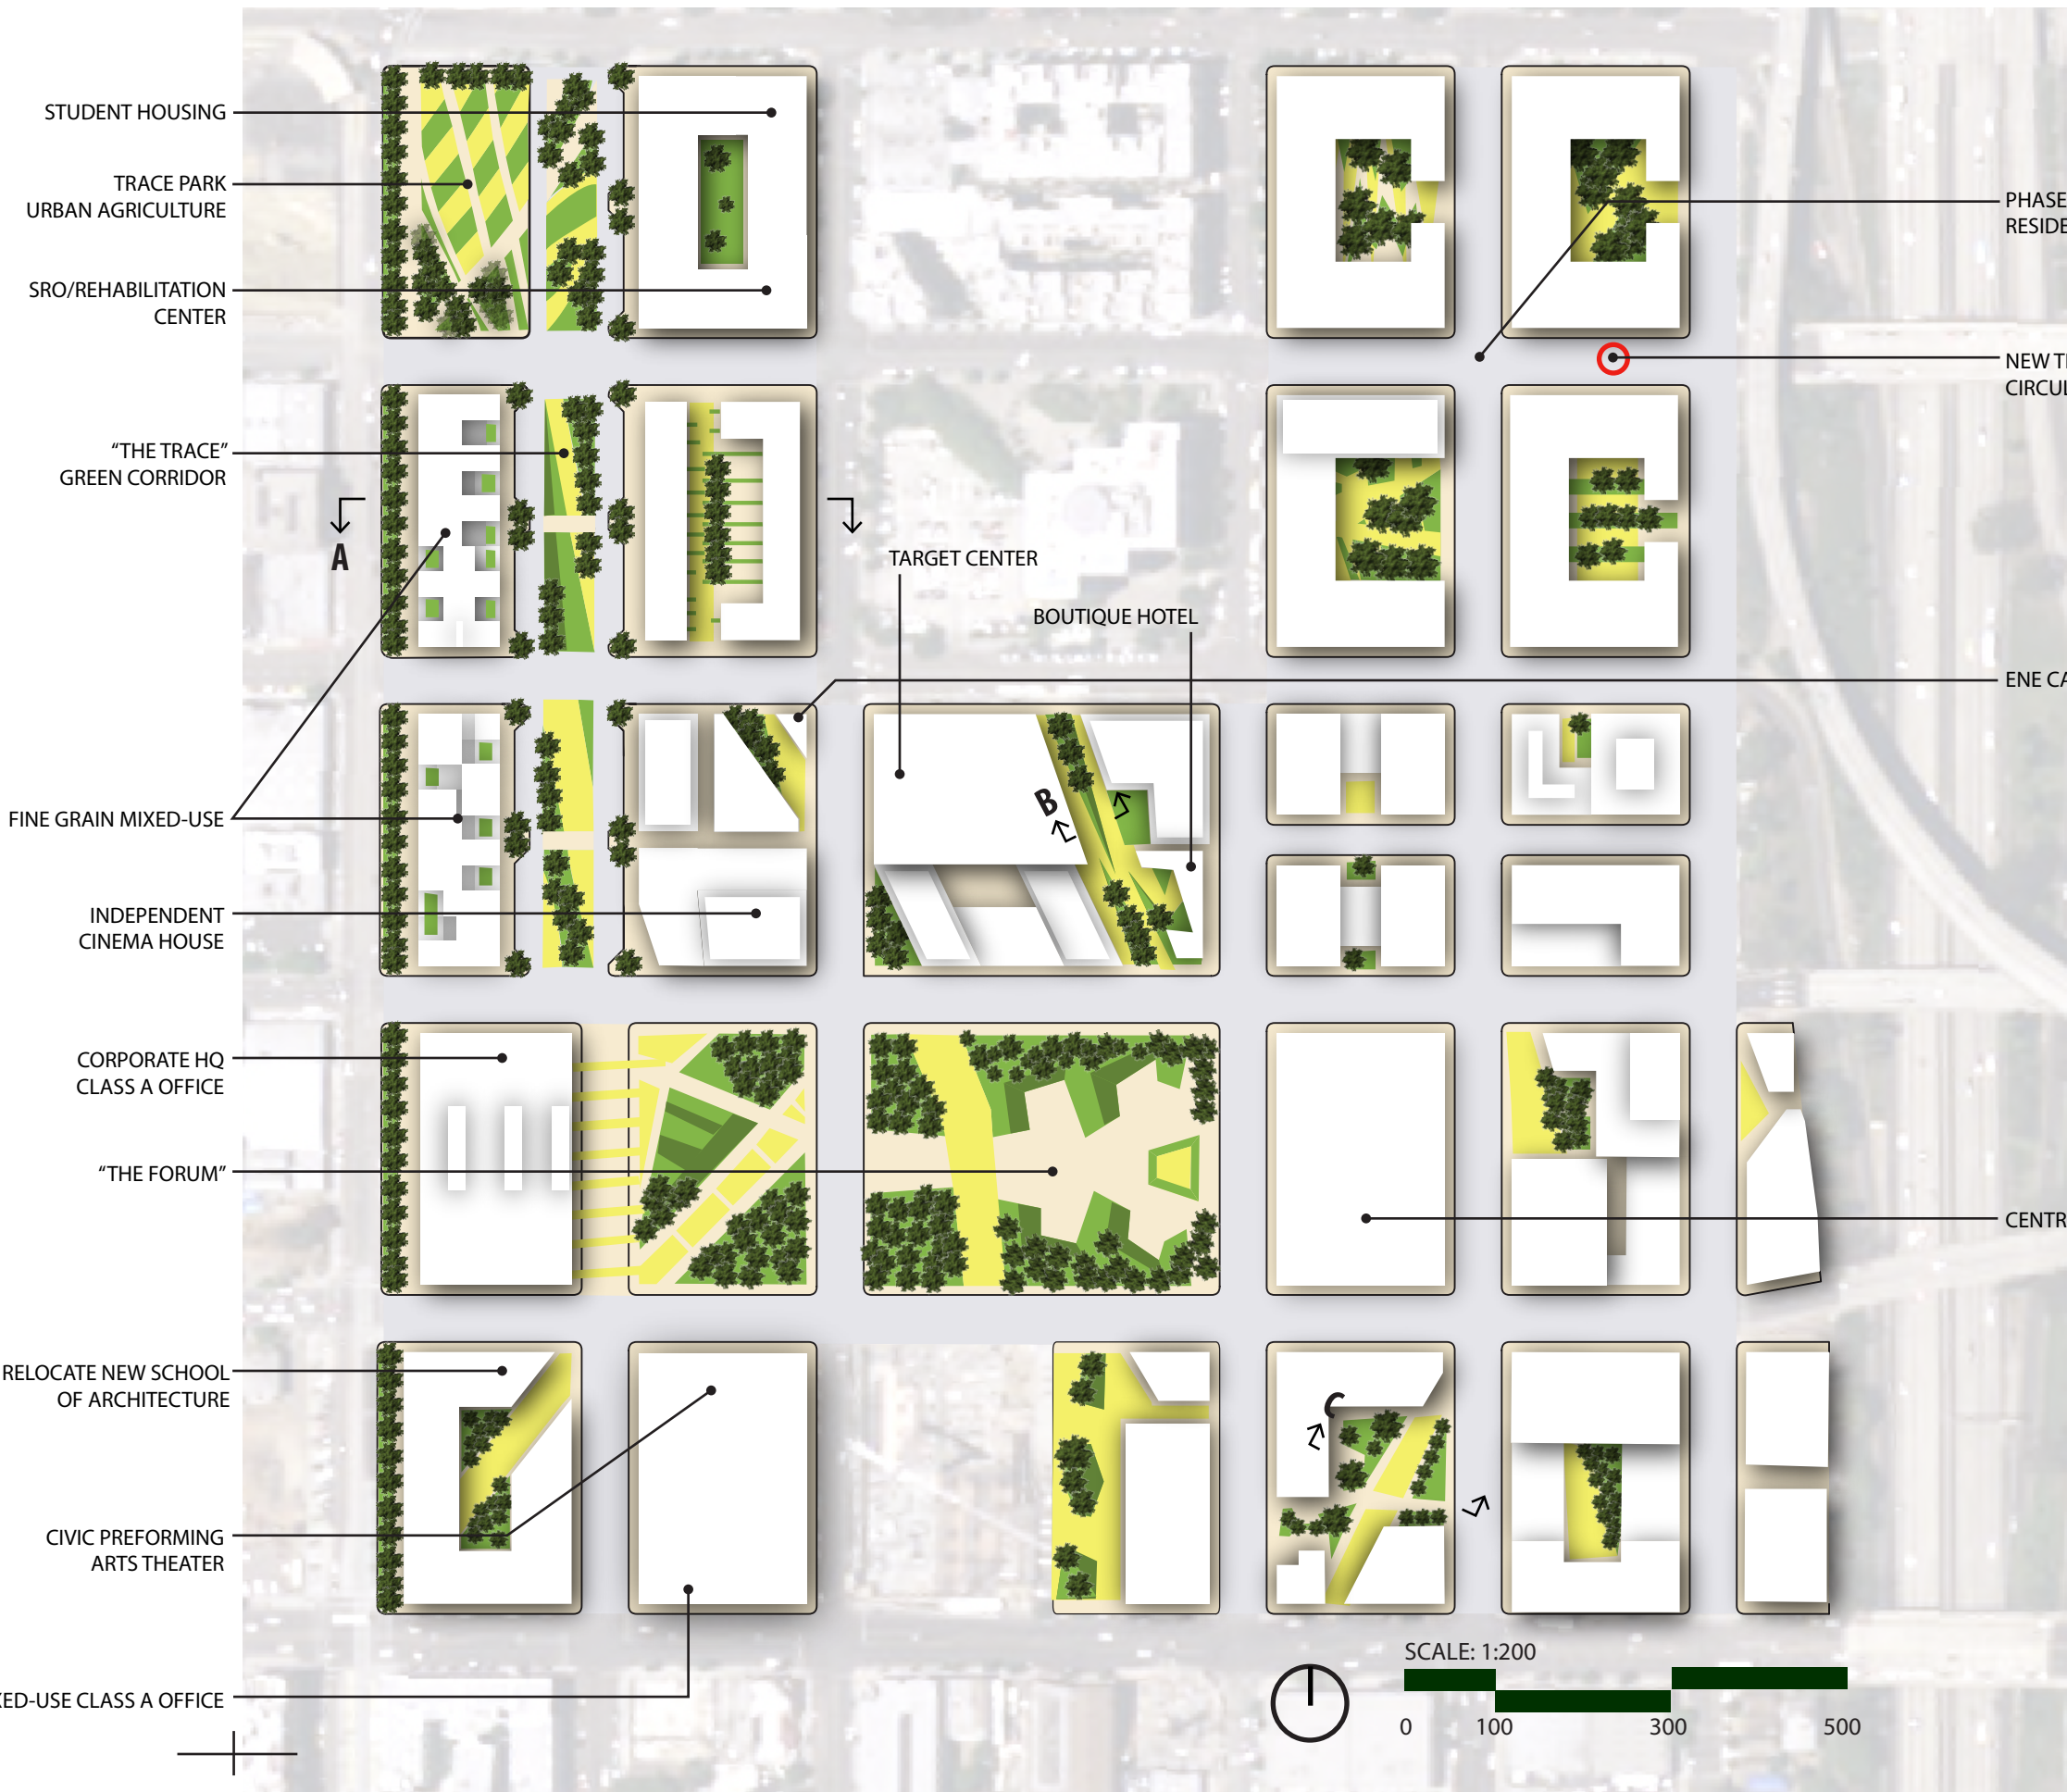 STUDENT HOUSING
TRACE PARK
URBAN AGRICULTURE
SRO/REHABILITATION
CENTER
“THE TRACE”
GREEN CORRIDOR
A
FINE GRAIN MIXED-USE
INDEPENDENT
CINEMA HOUSE
CORPORATE HQ
CLASS A OFFICE
“THE FORUM”
RELOCATE NEW SCHOOL
OF ARCHITECTURE
CIVIC PREFORMING
ARTS THEATER
ED-USE CLASS A OFFICE
TARGET CENTER
BOUTIQUE HOTEL
B
C
PHASE
RESIDE
NEW T
CIRCUL
ENE CA
CENTR
SCALE: 1:200
0 100 300 500